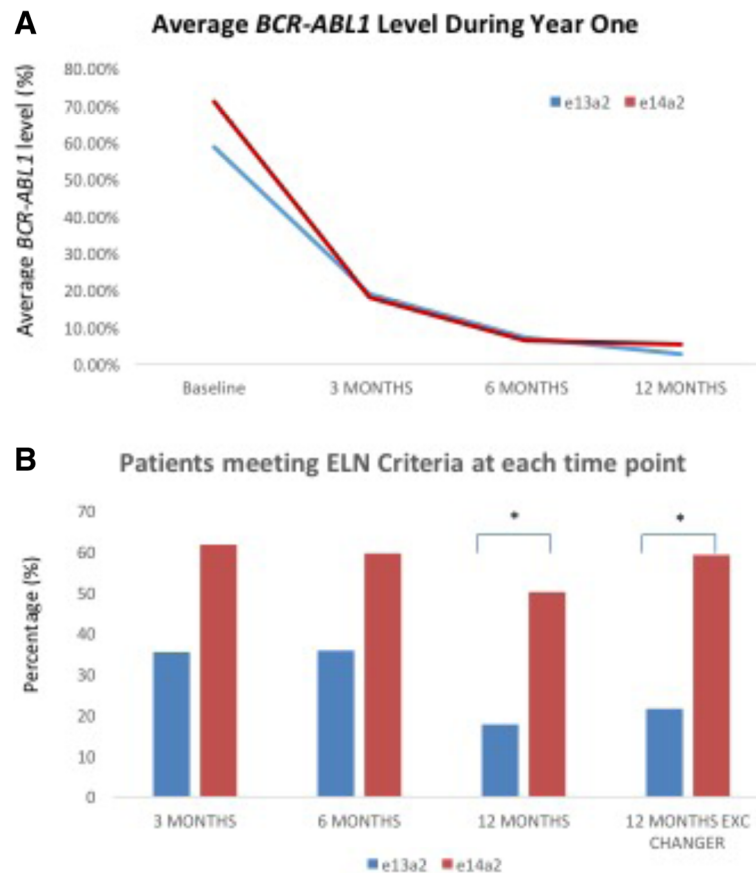 A
Average BCR-ABL1 Level During Year One
Average BCR-ABL1 level (%)
80.00%
70.00%
60.00%
50.00%
40.00%
30.00%
20.00%
10.00%
0.00%
e13a2 e14a2
Baseline 3 MONTHS 6 MONTHS 12 MONTHS
B
Patients meeting ELN Criteria at each time point
Percentage (%)
70
60
50
40
30
20
10
0
* *
3 MONTHS 6 MONTHS 12 MONTHS 12 MONTHS EXC
CHANGER
e13a2 e14a2